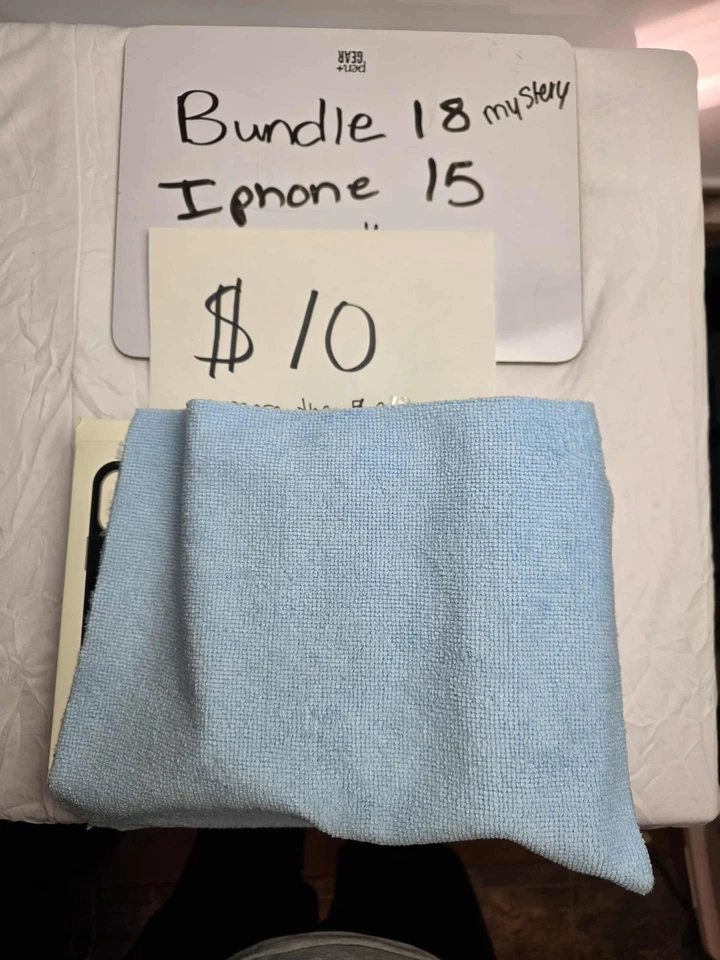 pen+
GEAR
Bundle 18 mystery
Iphone 15
$10